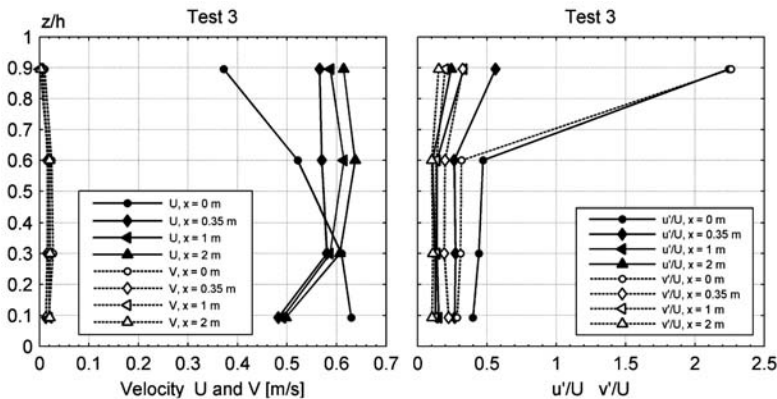 Test 3
z/h
1
0.9
0.8
0.7
0.6
0.5
0.4
0.3
0.2
0.1
0
0 0.1 0.2 0.3 0.4 0.5 0.6 0.7
U, x = 0 m
U, x = 0.35 m
U, x = 1 m
U, x = 2 m
V, x = 0 m
V, x = 0.35 m
V, x = 1 m
V, x = 2 m
Velocity U and V [m/s]
Test 3
0 0.5 1 1.5 2 2.5
u'/U, x = 0 m
u'/U, x = 0.35 m
u'/U, x = 1 m
u'/U, x = 2 m
v'/U, x = 0 m
v'/U, x = 0.35 m
v'/U, x = 1 m
v'/U, x = 2 m
u'/U v'/U